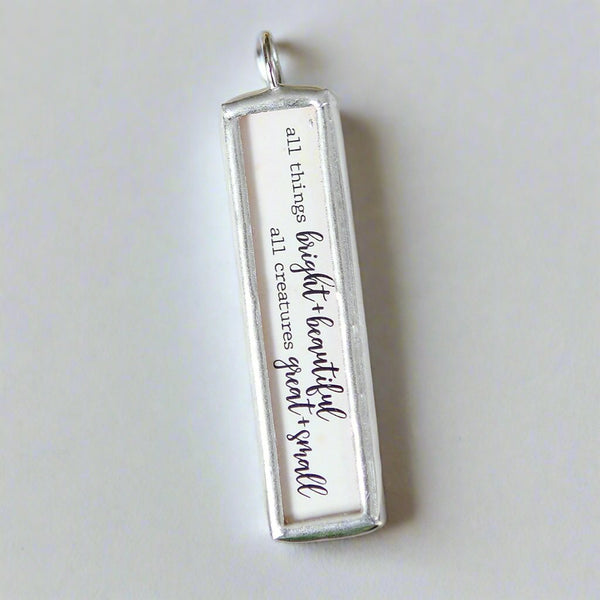 all things bright+beautiful
all creatures great+small